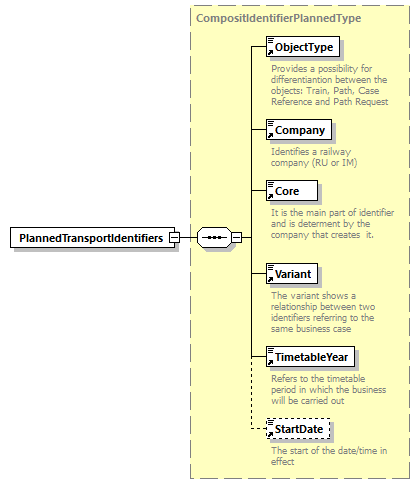 CompositIdentifierPlannedType
ObjectType
Provides a possibility for
differentiantion between the
objects: Train, Path, Case
Reference and Path Request
Company
Identifies a railway
company (RU or IM)
Core
It is the main part of identifier
and is determent by the
company that creates  it.
PlannedTransportIdentifiers
Variant
The variant shows a
relationship between two
identifiers referring to the
same business case
TimetableYear
Refers to the timetable
period in which the business
will be carried out
StartDate
The start of the date/time in
effect